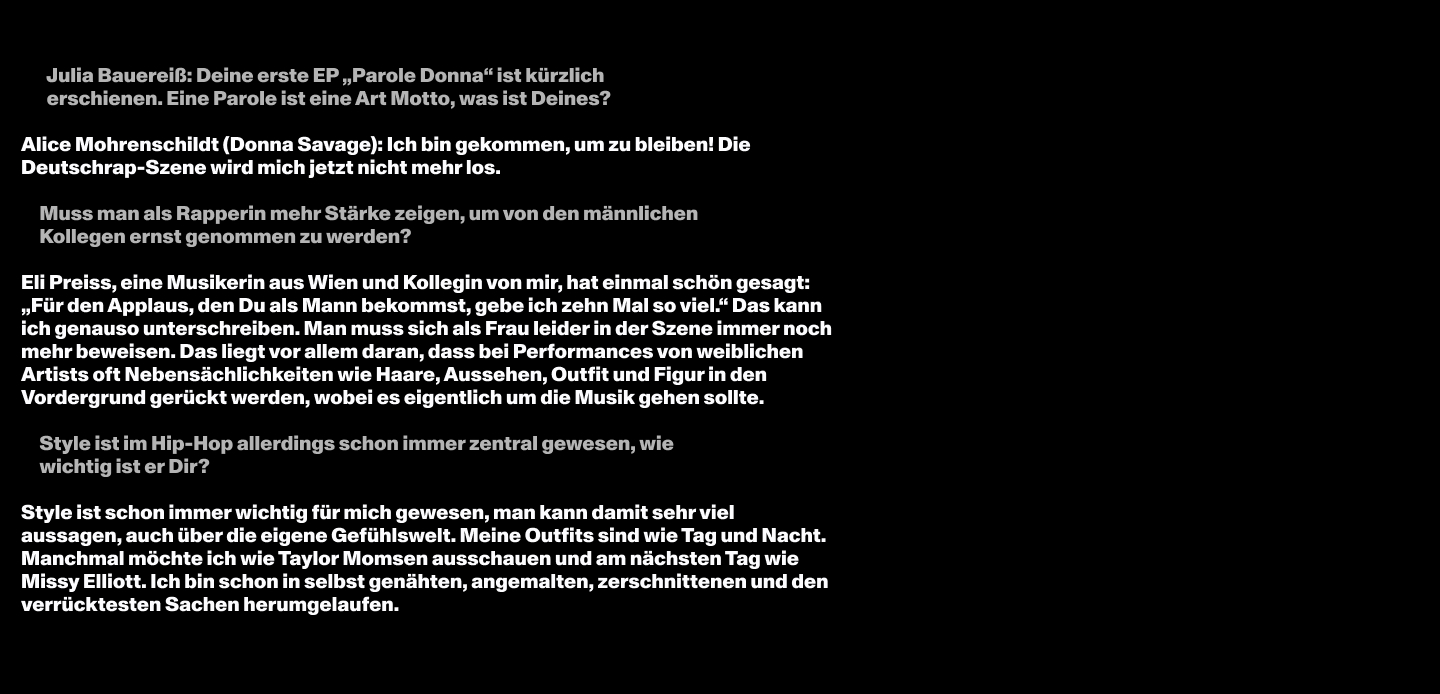 Julia Bauereiß: Deine erste EP „Parole Donna“ ist kürzlich
erschienen. Eine Parole ist eine Art Motto, was ist Deines?
Alice Mohrenschildt (Donna Savage): Ich bin gekommen, um zu bleiben! Die
Deutschrap-Szene wird mich jetzt nicht mehr los.
Muss man als Rapperin mehr Stärke zeigen, um von den männlichen
Kollegen ernst genommen zu werden?
Eli Preiss, eine Musikerin aus Wien und Kollegin von mir, hat einmal schön gesagt:
„Für den Applaus, den Du als Mann bekommst, gebe ich zehn Mal so viel.“ Das kann
ich genauso unterschreiben. Man muss sich als Frau leider in der Szene immer noch
mehr beweisen. Das liegt vor allem daran, dass bei Performances von weiblichen
Artists oft Nebensächlichkeiten wie Haare, Aussehen, Outfit und Figur in den
Vordergrund gerückt werden, wobei es eigentlich um die Musik gehen sollte.
Style ist im Hip-Hop allerdings schon immer zentral gewesen, wie
wichtig ist er Dir?
Style ist schon immer wichtig für mich gewesen, man kann damit sehr viel
aussagen, auch über die eigene Gefühlswelt. Meine Outfits sind wie Tag und Nacht.
Manchmal möchte ich wie Taylor Momsen ausschauen und am nächsten Tag wie
Missy Elliott. Ich bin schon in selbst genähten, angemalten, zerschnittenen und den
verrücktesten Sachen herumgelaufen.